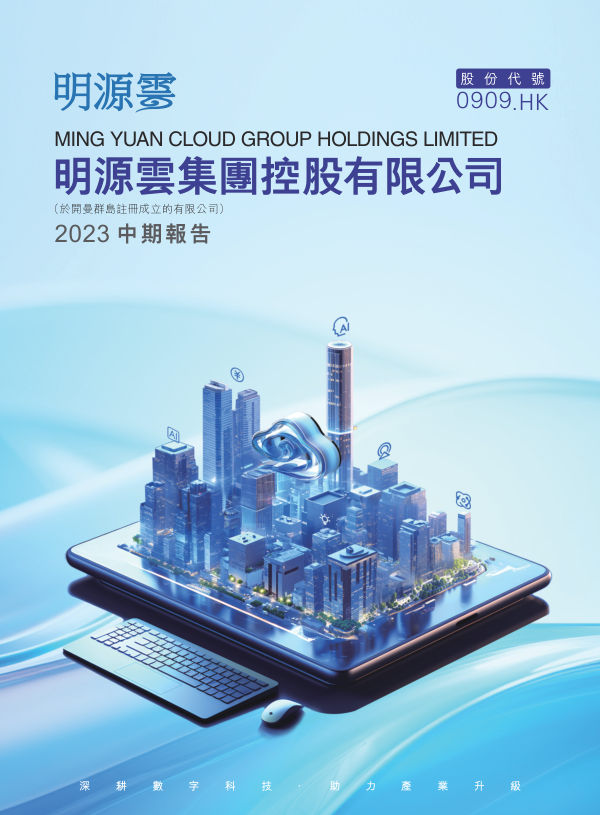 明源雲
股份代號
0909.HK
MING YUAN CLOUD GROUP HOLDINGS LIMITED
明源雲集團控股有限公司
(於開曼群島註冊成立的有限公司)
2023 中期報告
AI
¥
AI
深耕數字科技·助力產業升級